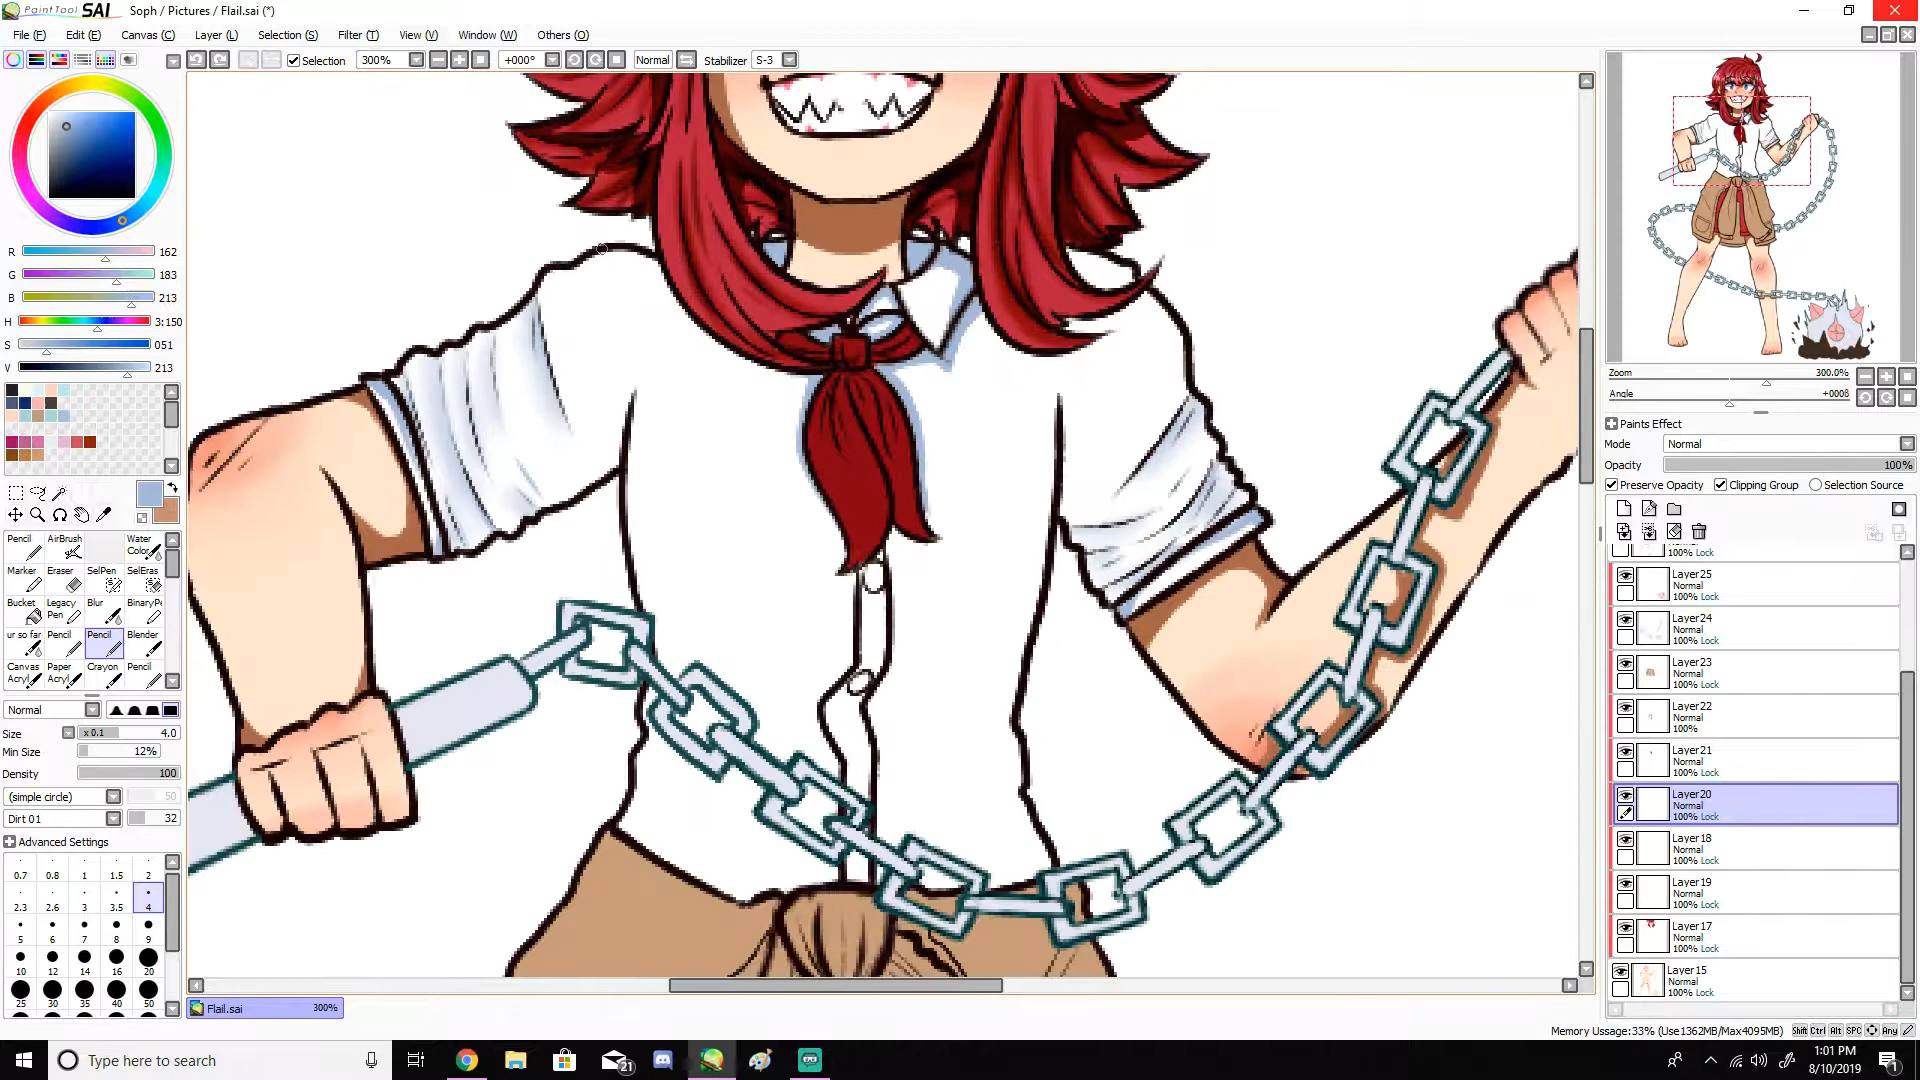 PaintTool SAI Soph / Pictures / Flail.sai (*)
File (F) Edit (E) Canvas (C) Layer (L) Selection (S) Filter (T) View (V) Window (W) Others (O)
Selection 300% +000° Normal Stabilizer S-3
R 162
G 183
B 213
H 3:150
S 051
V 213
Zoom 300.0%
Angle +000ß
Paints Effect
Mode Normal
Opacity 100%
Preserve Opacity Clipping Group Selection Source
Pencil AirBrush Water Color
Marker Eraser SelPen SelEras
Bucket Legacy Pen Blur BinaryPe
ur so far Pencil Pencil Blender
Canvas Acryl Paper Acryl Crayon Pencil
Normal
Size x 0.1 4.0
Min Size 12%
Density 100
(simple circle) 50
Dirt 01 32
Advanced Settings
0.7 0.8 1 1.5 2
2.3 2.6 3 3.5 4
5 6 7 8 9
10 12 14 16 20
25 30 35 40 50
100% Lock
Layer25
Normal
100% Lock
Layer24
Normal
100% Lock
Layer23
Normal
100% Lock
Layer22
Normal
100%
Layer21
Normal
100% Lock
Layer20
Normal
100% Lock
Layer18
Normal
100% Lock
Layer19
Normal
100% Lock
Layer17
Normal
100% Lock
Layer15
Normal
100% Lock
Flail.sai 300%
Memory Ussage:33% (Use1362MB/Max4095MB) Shift Ctrl Alt SPC Any
Type here to search
21
1:01 PM
8/10/2019
1